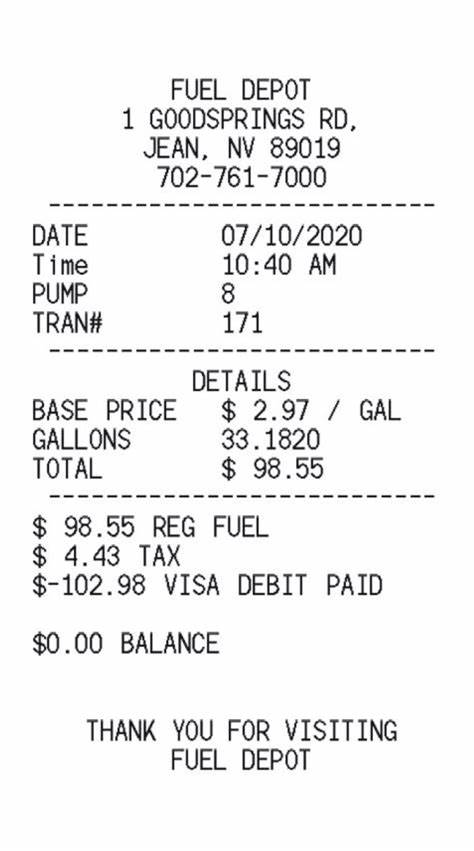 FUEL DEPOT
1 GOODSPRINGS RD,
JEAN, NV 89019
702-761-7000
---------------------------
DATE 07/10/2020
Time 10:40 AM
PUMP 8
TRAN# 171
---------------------------
DETAILS
BASE PRICE $ 2.97 / GAL
GALLONS 33.1820
TOTAL $ 98.55
---------------------------
$ 98.55 REG FUEL
$ 4.43 TAX
$-102.98 VISA DEBIT PAID
$0.00 BALANCE
THANK YOU FOR VISITING
FUEL DEPOT